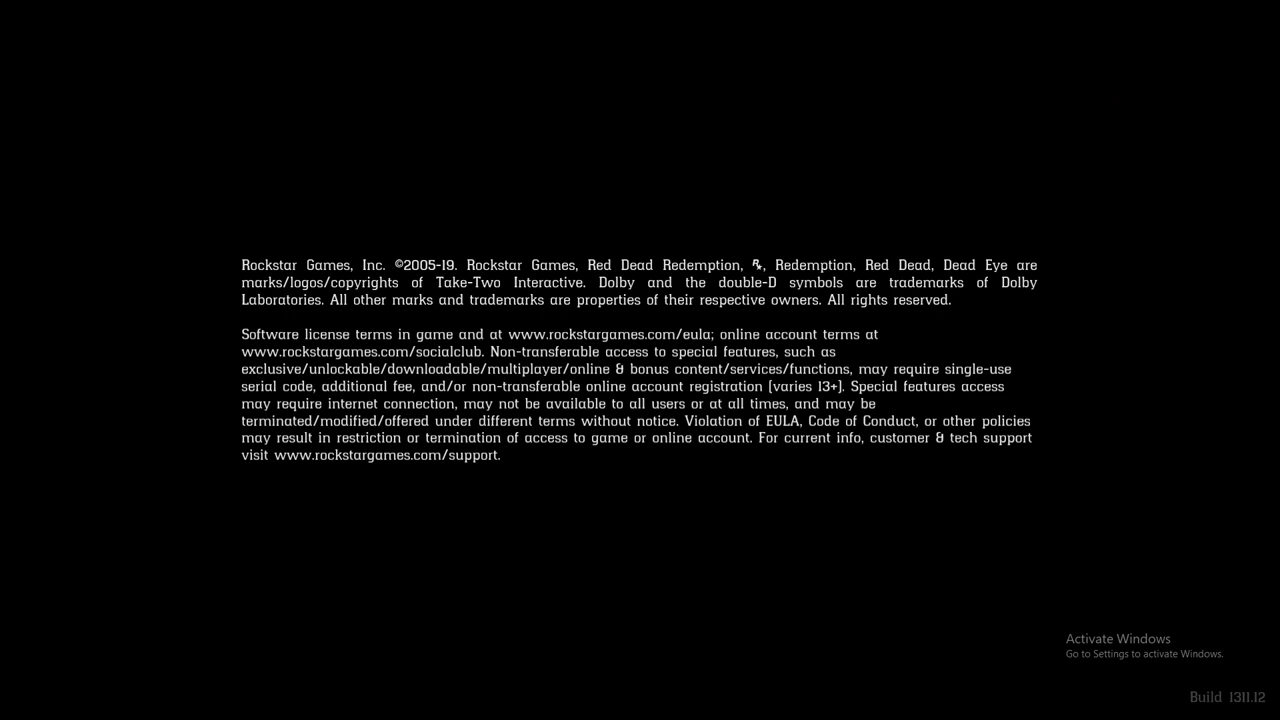 Rockstar Games, Inc. ©2005-19. Rockstar Games, Red Dead Redemption, , Redemption, Red Dead, Dead Eye are
marks/logos/copyrights of Take-Two Interactive. Dolby and the double-D symbols are trademarks of Dolby
Laboratories. All other marks and trademarks are properties of their respective owners. All rights reserved.
Software license terms in game and at www.rockstargames.com/eula; online account terms at
www.rockstargames.com/socialclub. Non-transferable access to special features, such as
exclusive/unlockable/downloadable/multiplayer/online & bonus content/services/functions, may require single-use
serial code, additional fee, and/or non-transferable online account registration (varies 13+). Special features access
may require internet connection, may not be available to all users or at all times, and may be
terminated/modified/offered under different terms without notice. Violation of EULA, Code of Conduct, or other policies
may result in restriction or termination of access to game or online account. For current info, customer & tech support
visit www.rockstargames.com/support.
Activate Windows
Go to Settings to activate Windows.
Build 1311.12